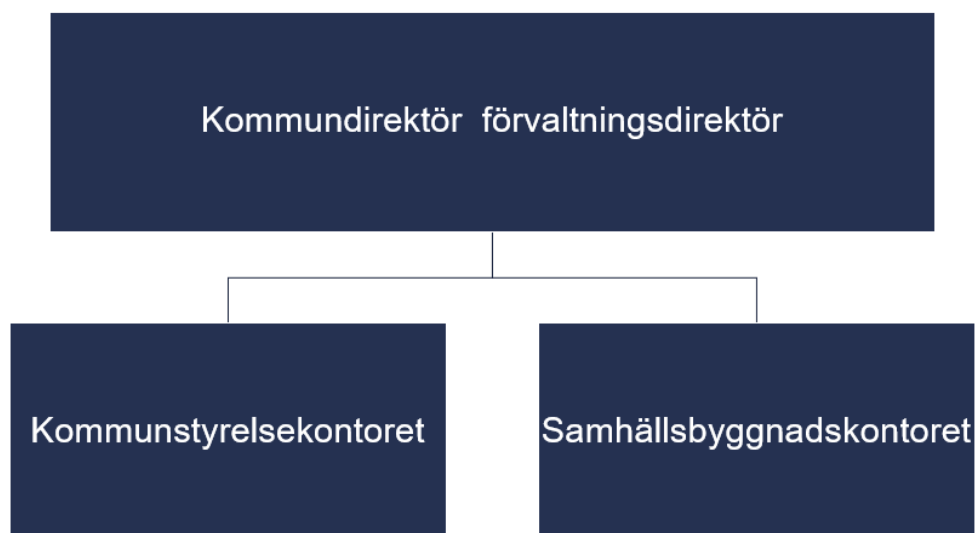 Kommundirektör förvaltningsdirektör
Kommunstyrelsekontoret
Samhällsbyggnadskontoret